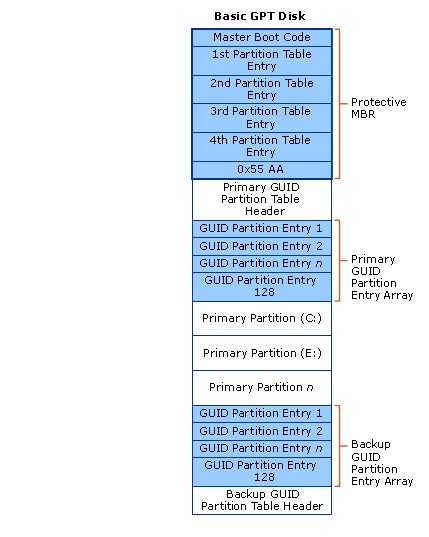 Basic GPT Disk
Master Boot Code
1st Partition Table
Entry
2nd Partition Table
Entry
3rd Partition Table
Entry
4th Partition Table
Entry
0x55 AA
Protective
MBR
Primary GUID
Partition Table
Header
GUID Partition Entry 1
GUID Partition Entry 2
GUID Partition Entry n
GUID Partition Entry
128
Primary
GUID
Partition
Entry Array
Primary Partition (C:)
Primary Partition (E:)
Primary Partition n
GUID Partition Entry 1
GUID Partition Entry 2
GUID Partition Entry n
GUID Partition Entry
128
Backup
GUID
Partition
Entry Array
Backup GUID
Partition Table Header